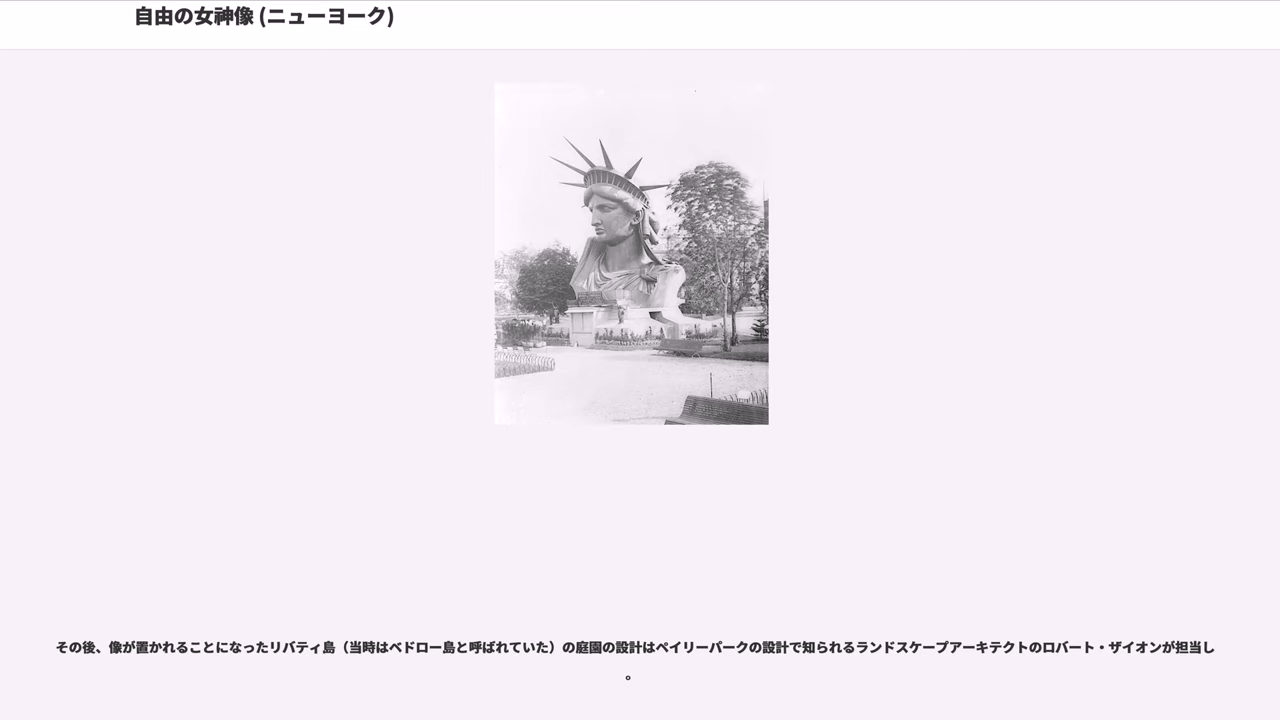 自由の女神像 (ニューヨーク)
その後、像が置かれることになったリバティ島（当時はベドロー島と呼ばれていた）の庭園の設計はペイリーパークの設計で知られるランドスケープアーキテクトのロバート・ザイオンが担当し
。